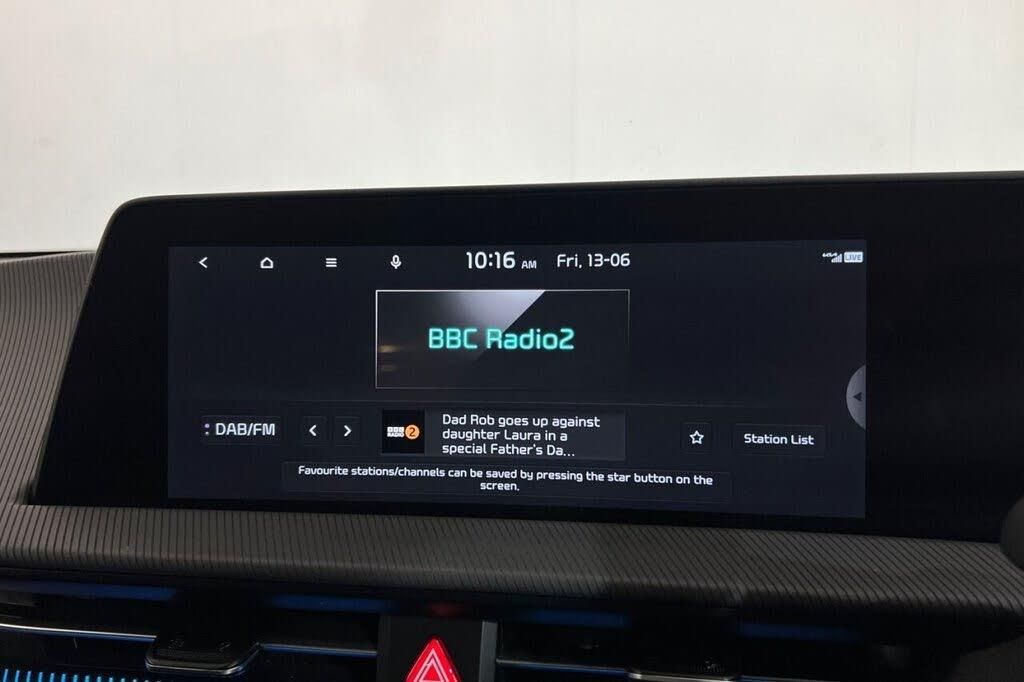 10:16 AM Fri, 13-06
LIVE
BBC Radio2
DAB/FM
BBC RADIO 2
Dad Rob goes up against
daughter Laura in a
special Father's Da...
Station List
Favourite stations/channels can be saved by pressing the star button on the
screen.